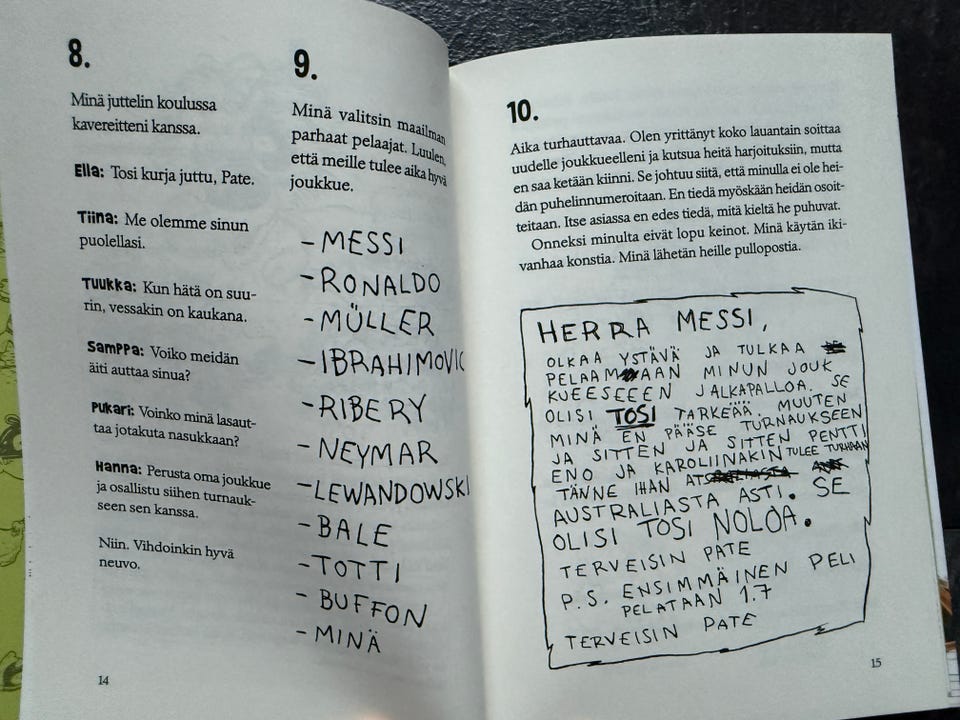 8.
Minä juttelin koulussa
kavereitteni kanssa.
Ella: Tosi kurja juttu, Pate.
Tiina: Me olemme sinun
puolellasi.
Tuukka: Kun hätä on suu-
rin, vessakin on kaukana.
Samppa: Voiko meidän
äiti auttaa sinua?
Pukari: Voinko minä lasaut-
taa jotakuta nasukkaan?
Hanna: Perusta oma joukkue
ja osallistu siihen turnauk-
seen sen kanssa.
Niin. Vihdoinkin hyvä
neuvo.
14
9.
Minä valitsin maailman
parhaat pelaajat. Luulen,
että meille tulee aika hyvä
joukkue.
- MESSI
- RONALDO
- MÜLLER
- IBRAHIMOVIC
- RIBERY
- NEYMAR
- LEWANDOWSKI
- BALE
- TOTTI
- BUFFON
- MINÄ
10.
Aika turhauttavaa. Olen yrittänyt koko lauantain soittaa
uudelle joukkueelleni ja kutsua heitä harjoituksiin, mutta
en saa ketään kiinni. Se johtuu siitä, että minulla ei ole hei-
dän puhelinnumeroitaan. En tiedä myöskään heidän osoit-
teitaan. Itse asiassa en edes tiedä, mitä kieltä he puhuvat.
Onneksi minulta eivät lopu keinot. Minä käytän iki-
vanhaa konstia. Minä lähetän heille pullopostia.
HERRA MESSI,
OLKAA YSTÄVÄ JA TULKAA
PELAAMAAN MINUN JOUK
KUEESEEEN JALKAPALLOA. SE
OLISI TOSI TÄRKEÄÄ. MUUTEN
MINÄ EN PÄÄSE TURNAUKSEEN
JA SITTEN JA SITTEN PENTTI
ENO JA KAROLIINAKIN TULEE TURHAAN
TÄNNE IHAN
AUSTRALIASTA ASTI. SE
OLISI TOSI NOLOA.
TERVEISIN PATE
P.S. ENSIMMÄINEN PELI
PELATAAN 1.7
TERVEISIN PATE
15